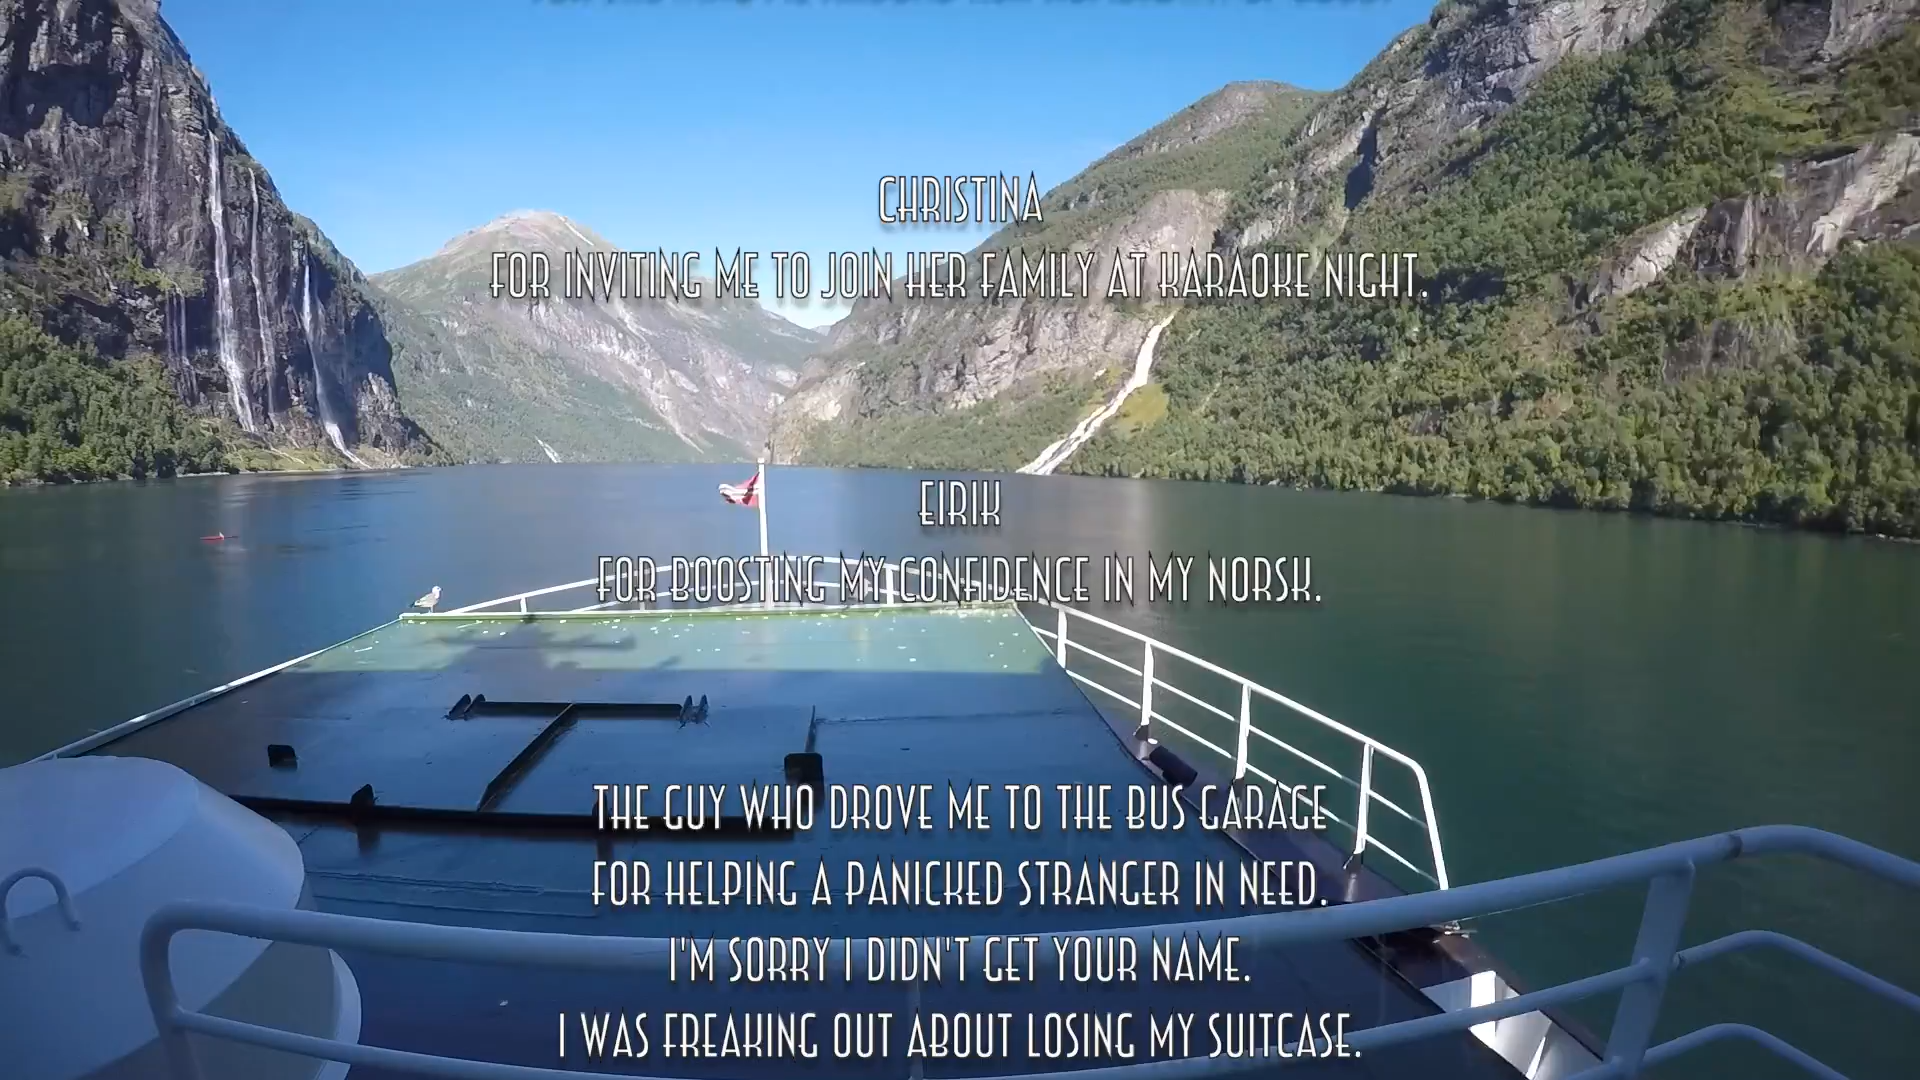 CHRISTINA
FOR INVITING ME TO JOIN HER FAMILY AT KARAOKE NIGHT.
EIRIK
FOR BOOSTING MY CONFIDENCE IN MY NORSK.
THE GUY WHO DROVE ME TO THE BUS GARAGE
FOR HELPING A PANICKED STRANGER IN NEED.
I'M SORRY I DIDN'T GET YOUR NAME.
I WAS FREAKING OUT ABOUT LOSING MY SUITCASE.